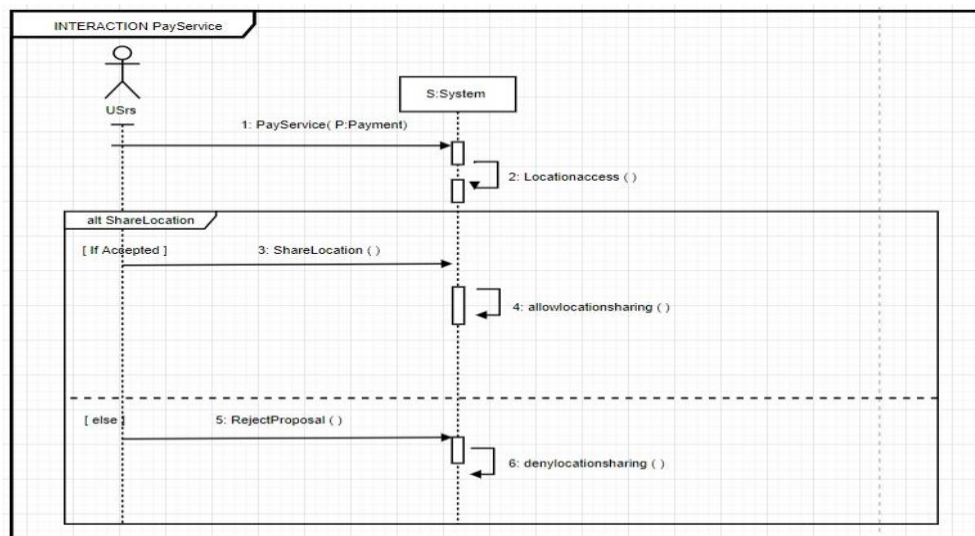 INTERACTION PayService
USrs
S:System
1: PayService( P:Payment)
2: Locationaccess ( )
alt ShareLocation
[ If Accepted ]
3: ShareLocation ( )
4: allowlocationsharing ( )
[ else ]
5: RejectProposal ( )
6: denylocationsharing ( )